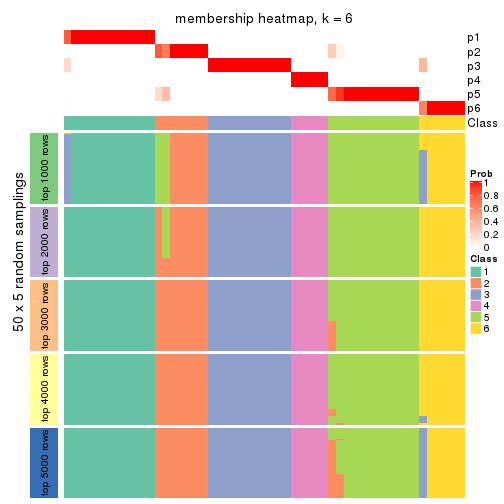 membership heatmap, k = 6
p1
p2
p3
p4
p5
p6
Class
50 x 5 random samplings
top 1000 rows
top 2000 rows
top 3000 rows
top 4000 rows
top 5000 rows
Prob
1
0.8
0.6
0.4
0.2
0
Class
1
2
3
4
5
6